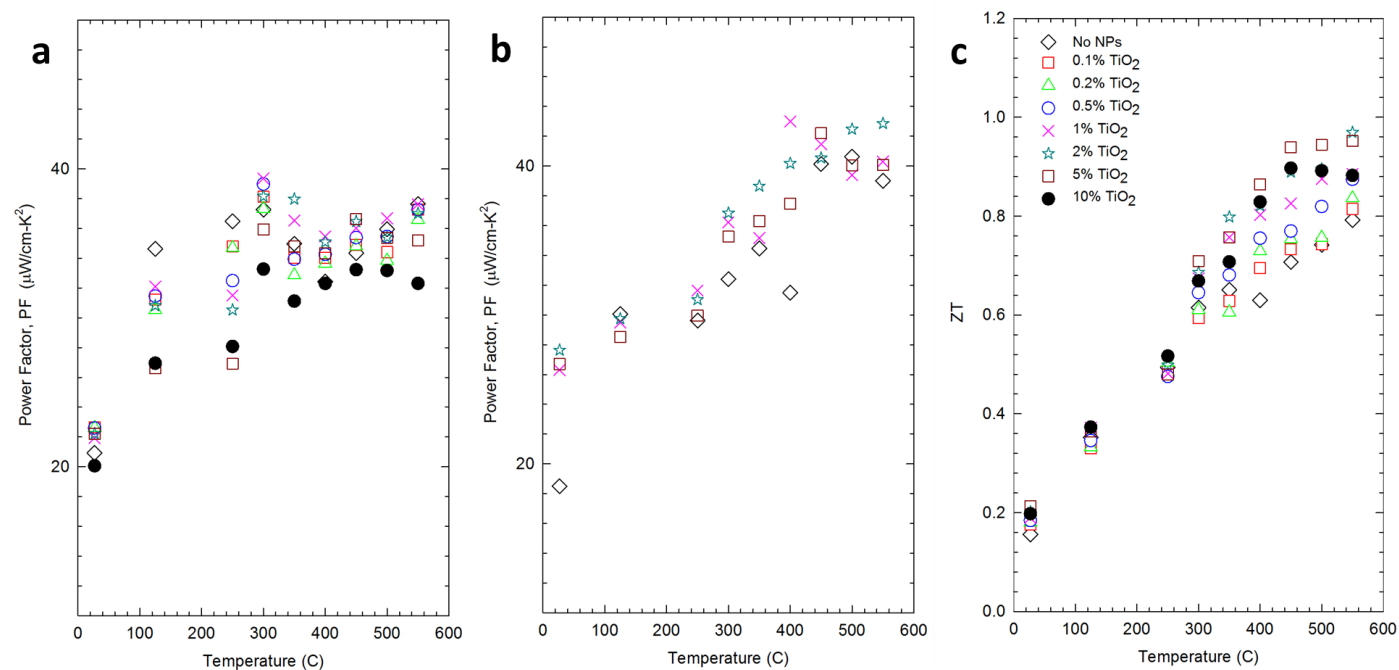 a
Power Factor, PF (μW/cm-K²)
40
20
0 100 200 300 400 500 600
Temperature (C)
b
Power Factor, PF (μW/cm-K²)
40
20
0 100 200 300 400 500 600
Temperature (C)
c
ZT
1.2
1.0
0.8
0.6
0.4
0.2
0.0
0 100 200 300 400 500 600
Temperature (C)
No NPs
0.1% TiO₂
0.2% TiO₂
0.5% TiO₂
1% TiO₂
2% TiO₂
5% TiO₂
10% TiO₂